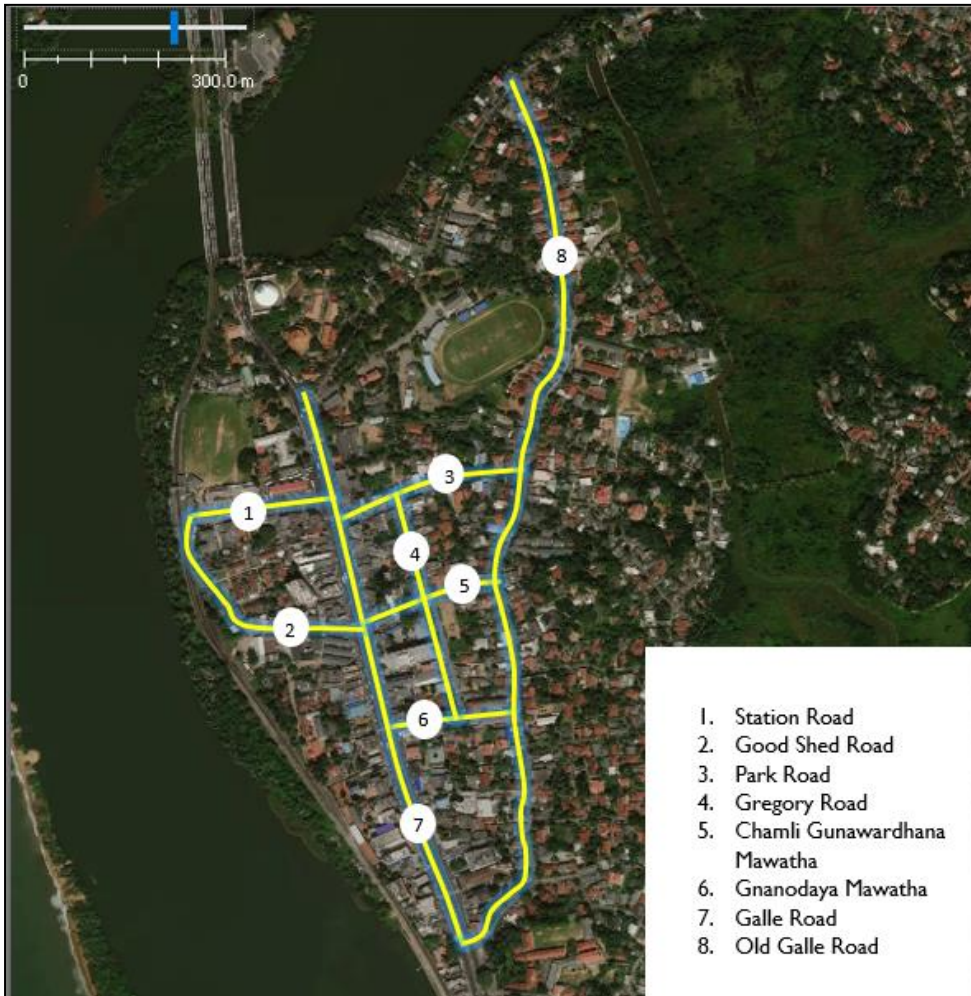 0 300.0 m
8
3
1
4
5
2
6
7
1. Station Road
2. Good Shed Road
3. Park Road
4. Gregory Road
5. Chamli Gunawardhana
Mawatha
6. Gnanodaya Mawatha
7. Galle Road
8. Old Galle Road